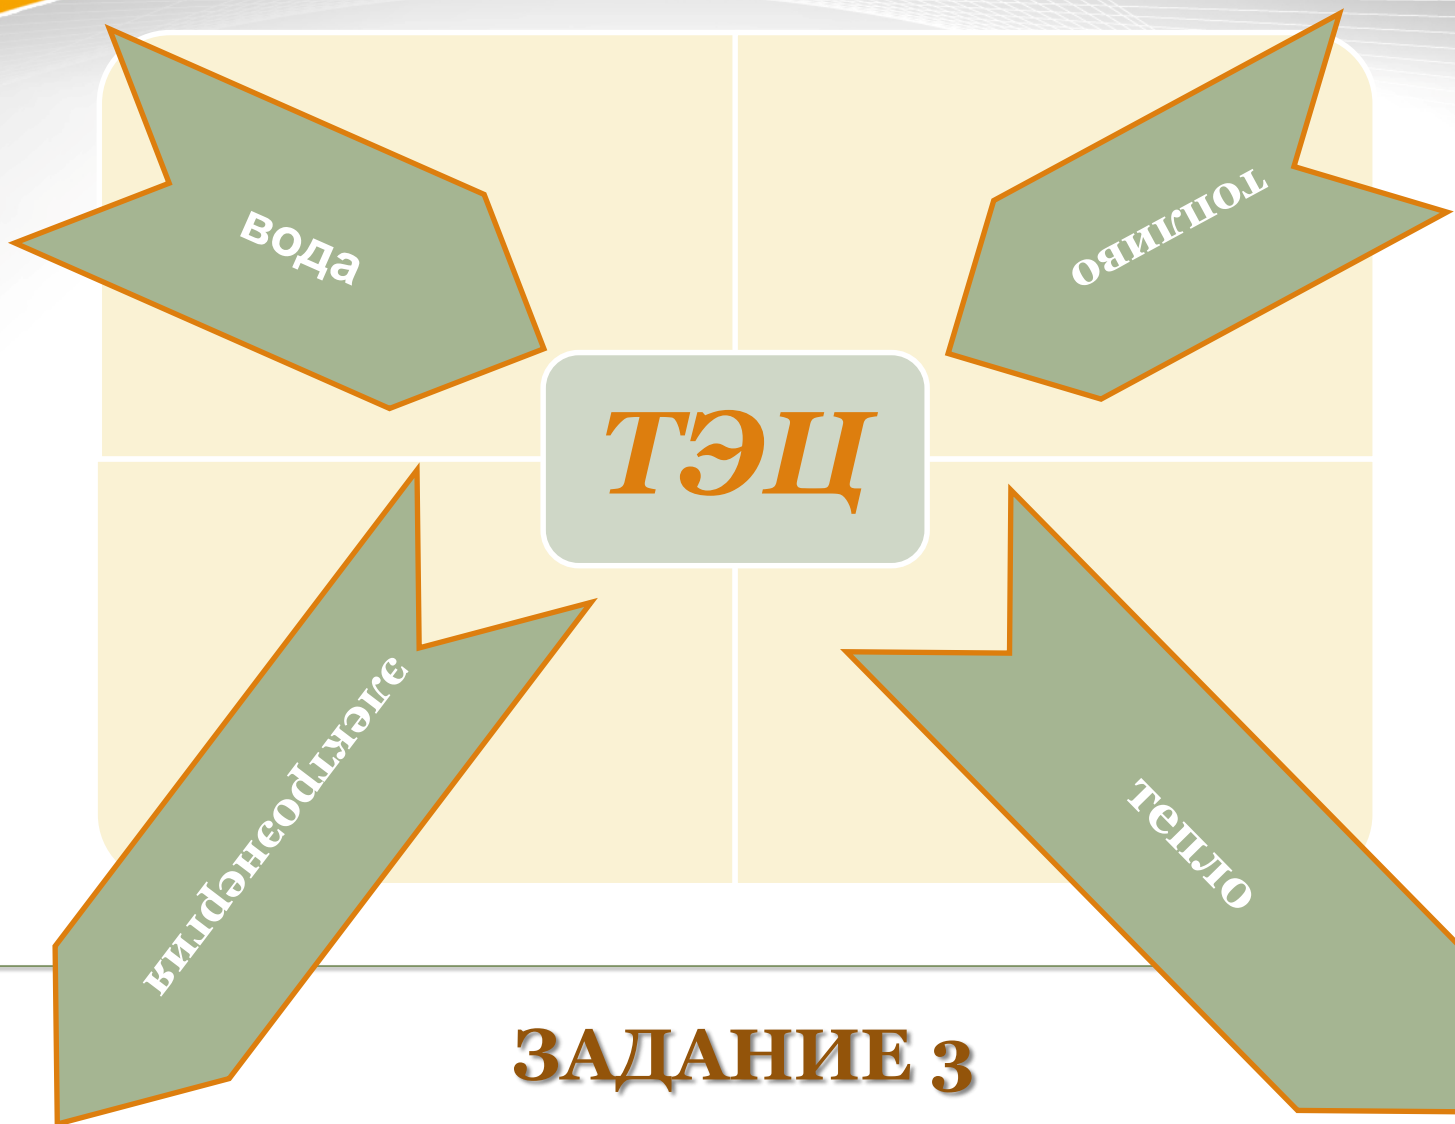 вода
топливо
ТЭЦ
электроэнергия
тепло
ЗАДАНИЕ 3